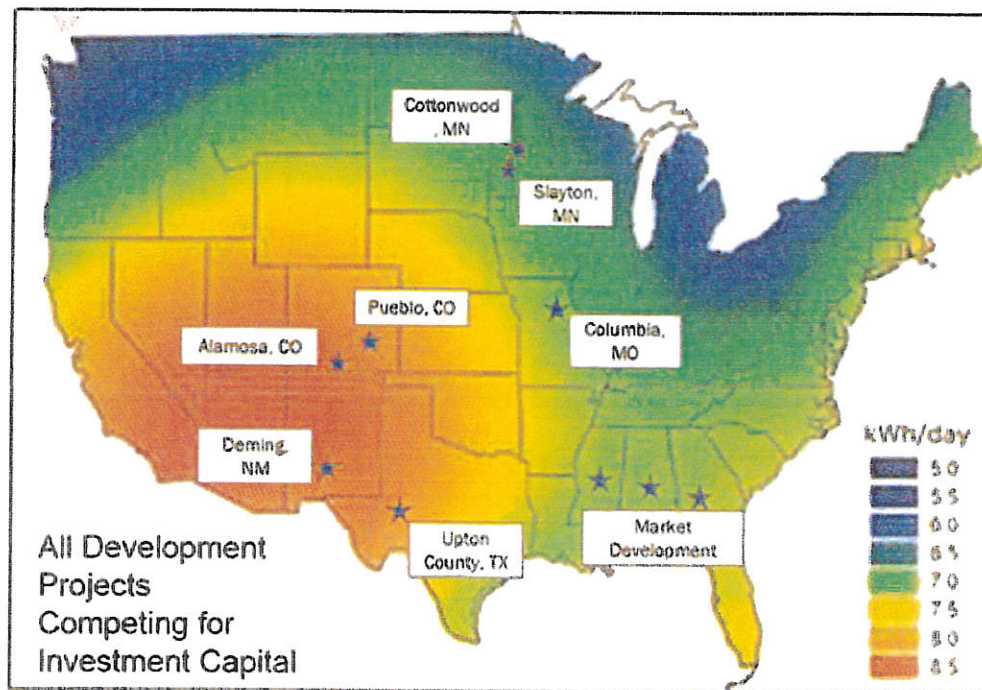 Cottonwood
, MN
Slayton,
MN
Pueblo, CO
Alamosa, CO
Columbia,
MO
Deming,
NM
Upton
County, TX
Market
Development
kWh/day
5.0
5.5
6.0
6.5
7.0
7.5
8.0
8.5
All Development
Projects
Competing for
Investment Capital